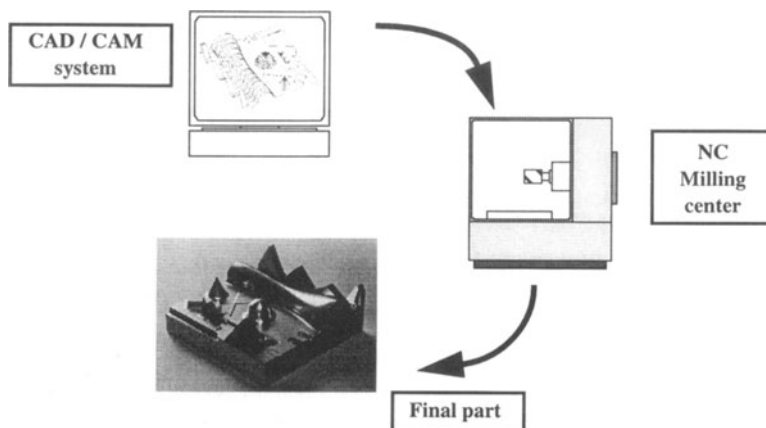 CAD / CAM
system
NC
Milling
center
Final part